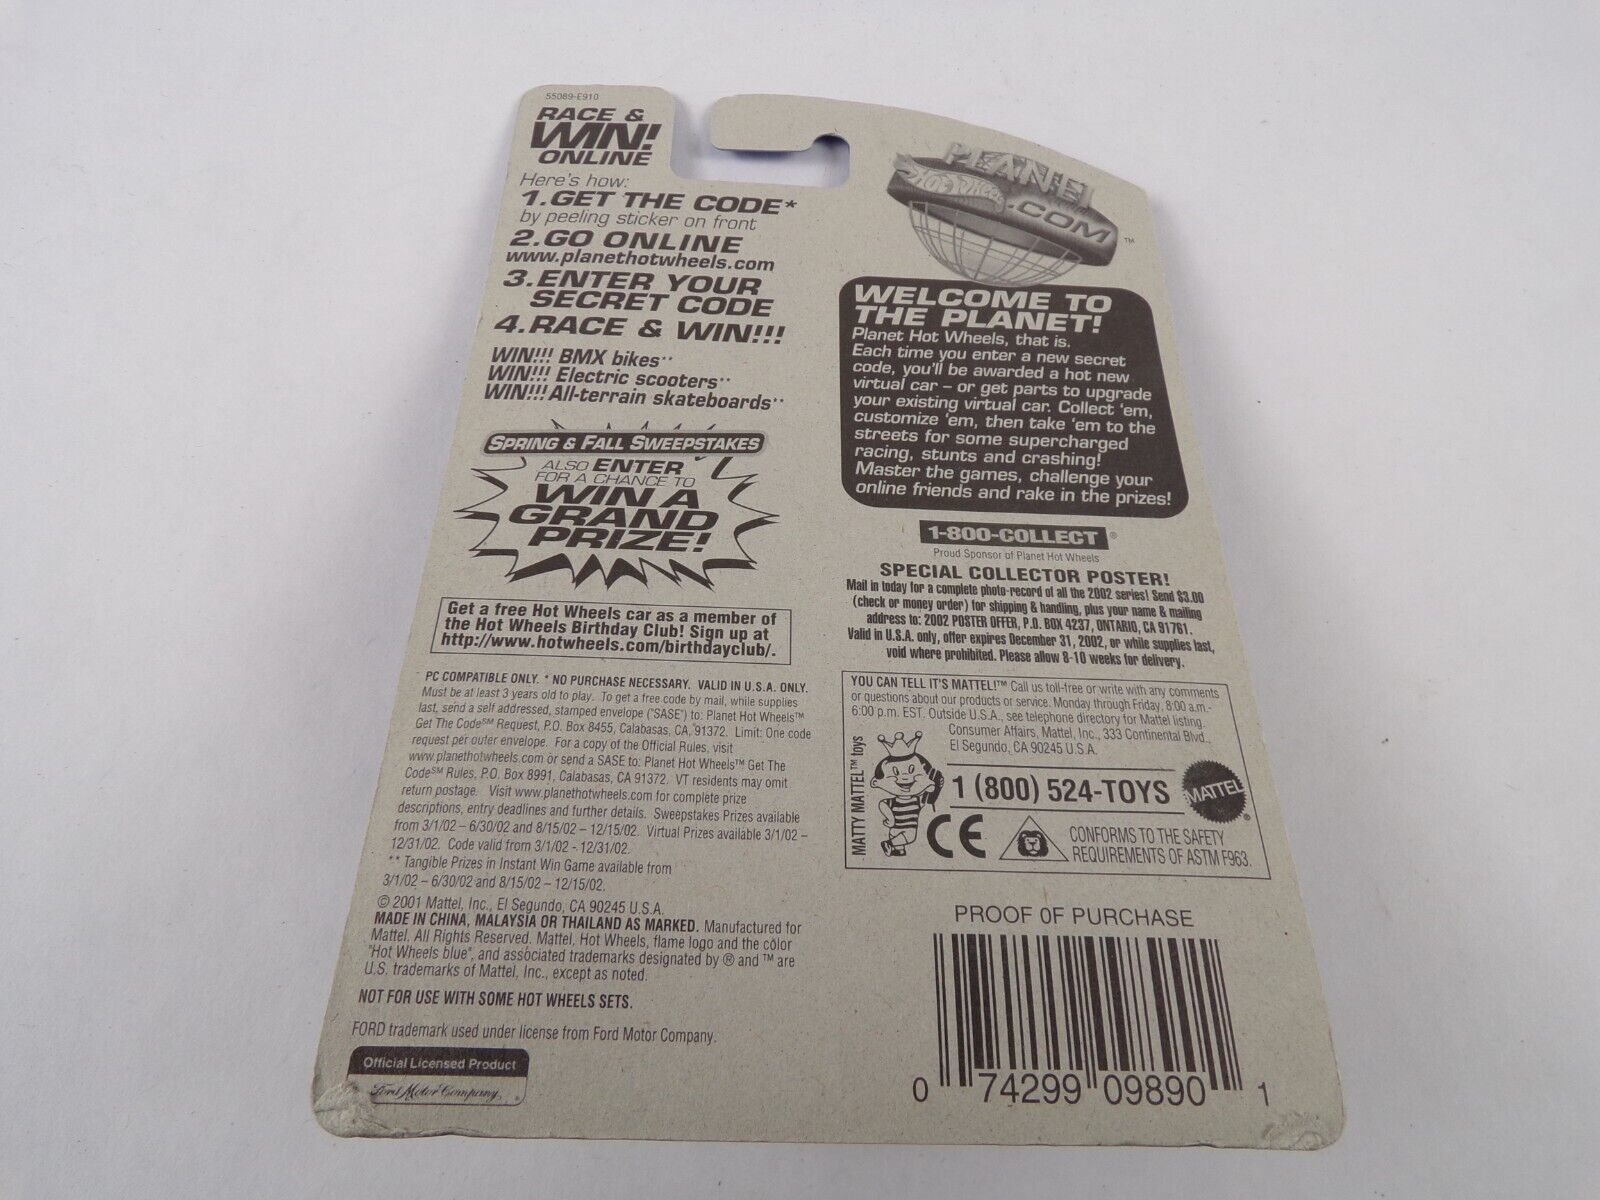 55089-E910
RACE &
WIN!
ONLINE
Here's how:
1.GET THE CODE*
by peeling sticker on front
2.GO ONLINE
www.planethotwheels.com
3.ENTER YOUR
SECRET CODE
4.RACE & WIN!!!
WIN!!! BMX bikes**
WIN!!! Electric scooters**
WIN!!! All-terrain skateboards**
SPRING & FALL SWEEPSTAKES
ALSO ENTER
FOR A CHANCE TO
WIN A
GRAND
PRIZE!
Get a free Hot Wheels car as a member of
the Hot Wheels Birthday Club! Sign up at
http://www.hotwheels.com/birthdayclub/.
PC COMPATIBLE ONLY. * NO PURCHASE NECESSARY. VALID IN U.S.A. ONLY.
Must be at least 3 years old to play. To get a free code by mail, while supplies
last, send a self addressed, stamped envelope ("SASE") to: Planet Hot Wheels™
Get The Code℠ Request, P.O. Box 8455, Calabasas, CA, 91372. Limit: One code
request per outer envelope. For a copy of the Official Rules, visit
www.planethotwheels.com or send a SASE to: Planet Hot Wheels™ Get The
Code℠ Rules, P.O. Box 8991, Calabasas, CA 91372. VT residents may omit
return postage. Visit www.planethotwheels.com for complete prize
descriptions, entry deadlines and further details. Sweepstakes Prizes available
from 3/1/02 – 6/30/02 and 8/15/02 – 12/15/02. Virtual Prizes available 3/1/02 –
12/31/02. Code valid from 3/1/02 - 12/31/02.
** Tangible Prizes in Instant Win Game available from
3/1/02 – 6/30/02 and 8/15/02 – 12/15/02.
© 2001 Mattel, Inc., El Segundo, CA 90245 U.S.A.
MADE IN CHINA, MALAYSIA OR THAILAND AS MARKED. Manufactured for
Mattel. All Rights Reserved. Mattel, Hot Wheels, flame logo and the color
"Hot Wheels blue", and associated trademarks designated by ® and ™ are
U.S. trademarks of Mattel, Inc., except as noted.
NOT FOR USE WITH SOME HOT WHEELS SETS.
FORD trademark used under license from Ford Motor Company.
Official Licensed Product
Ford Motor Company
PLANET
Hot Wheels
.COM™
WELCOME TO
THE PLANET!
Planet Hot Wheels, that is.
Each time you enter a new secret
code, you'll be awarded a hot new
virtual car – or get parts to upgrade
your existing virtual car. Collect 'em,
customize 'em, then take 'em to the
streets for some supercharged
racing, stunts and crashing!
Master the games, challenge your
online friends and rake in the prizes!
1-800-COLLECT®
Proud Sponsor of Planet Hot Wheels
SPECIAL COLLECTOR POSTER!
Mail in today for a complete photo-record of all the 2002 series! Send $3.00
(check or money order) for shipping & handling, plus your name & mailing
address to: 2002 POSTER OFFER, P.O. BOX 4237, ONTARIO, CA 91761.
Valid in U.S.A. only, offer expires December 31, 2002, or while supplies last,
void where prohibited. Please allow 8-10 weeks for delivery.
YOU CAN TELL IT'S MATTEL!™ Call us toll-free or write with any comments
or questions about our products or service. Monday through Friday, 8:00 a.m.-
6:00 p.m. EST. Outside U.S.A., see telephone directory for Mattel listing.
Consumer Affairs, Mattel, Inc., 333 Continental Blvd.,
El Segundo, CA 90245 U.S.A.
MATTY MATTEL™ toys
1 (800) 524-TOYS
MATTEL®
CE
CONFORMS TO THE SAFETY
REQUIREMENTS OF ASTM F963.
PROOF OF PURCHASE
0 74299 09890 1